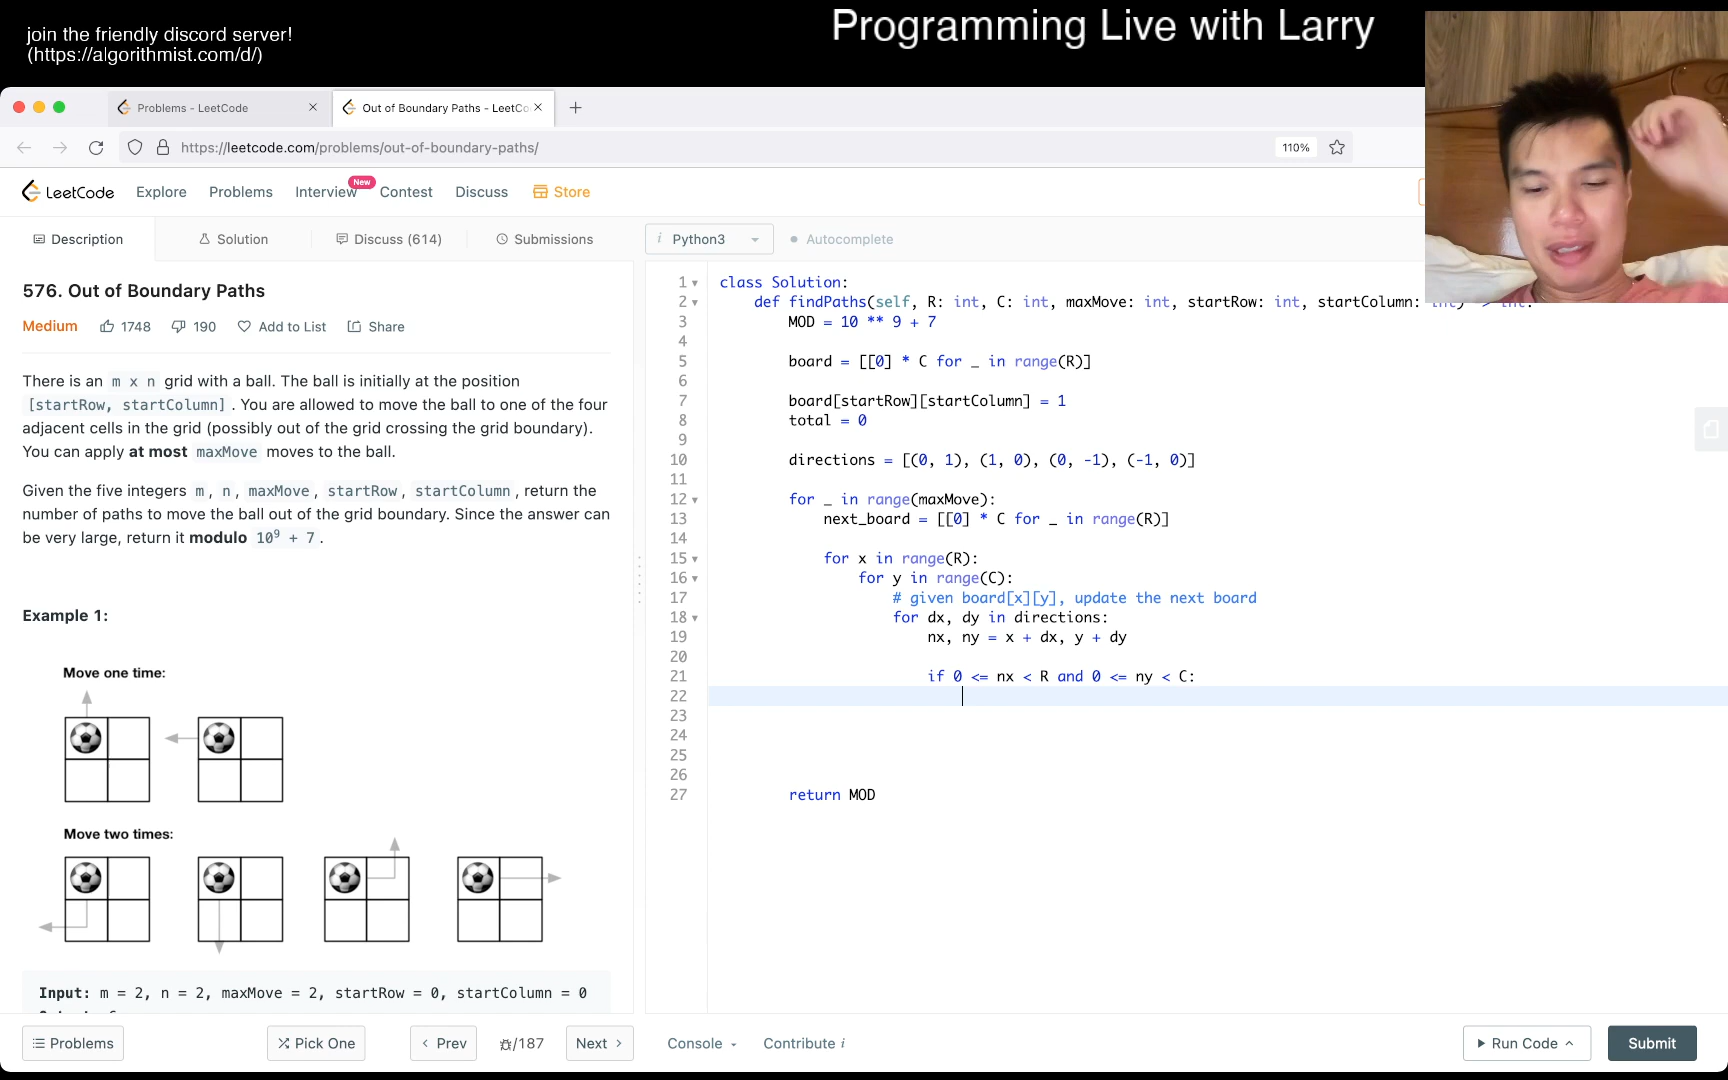 join the friendly discord server!
(https://algorithmist.com/d/)
Programming Live with Larry
Problems - LeetCode
Out of Boundary Paths - LeetCo
https://leetcode.com/problems/out-of-boundary-paths/
110%
LeetCode
Explore
Problems
Interview
New
Contest
Discuss
Store
Description
Solution
Discuss (614)
Submissions
i Python3
Autocomplete
576. Out of Boundary Paths
Medium
1748
190
Add to List
Share
There is an m x n grid with a ball. The ball is initially at the position
[startRow, startColumn] . You are allowed to move the ball to one of the four
adjacent cells in the grid (possibly out of the grid crossing the grid boundary).
You can apply at most maxMove moves to the ball.
Given the five integers m , n , maxMove , startRow , startColumn , return the
number of paths to move the ball out of the grid boundary. Since the answer can
be very large, return it modulo 10⁹ + 7 .
Example 1:
Move one time:
Move two times:
Input: m = 2, n = 2, maxMove = 2, startRow = 0, startColumn = 0
1 class Solution:
2 def findPaths(self, R: int, C: int, maxMove: int, startRow: int, startColumn:
3 MOD = 10 ** 9 + 7
4
5 board = [[0] * C for _ in range(R)]
6
7 board[startRow][startColumn] = 1
8 total = 0
9
10 directions = [(0, 1), (1, 0), (0, -1), (-1, 0)]
11
12 for _ in range(maxMove):
13 next_board = [[0] * C for _ in range(R)]
14
15 for x in range(R):
16 for y in range(C):
17 # given board[x][y], update the next board
18 for dx, dy in directions:
19 nx, ny = x + dx, y + dy
20
21 if 0 <= nx < R and 0 <= ny < C:
22
23
24
25
26
27 return MOD
Problems
Pick One
Prev
/187
Next
Console
Contribute i
Run Code
Submit